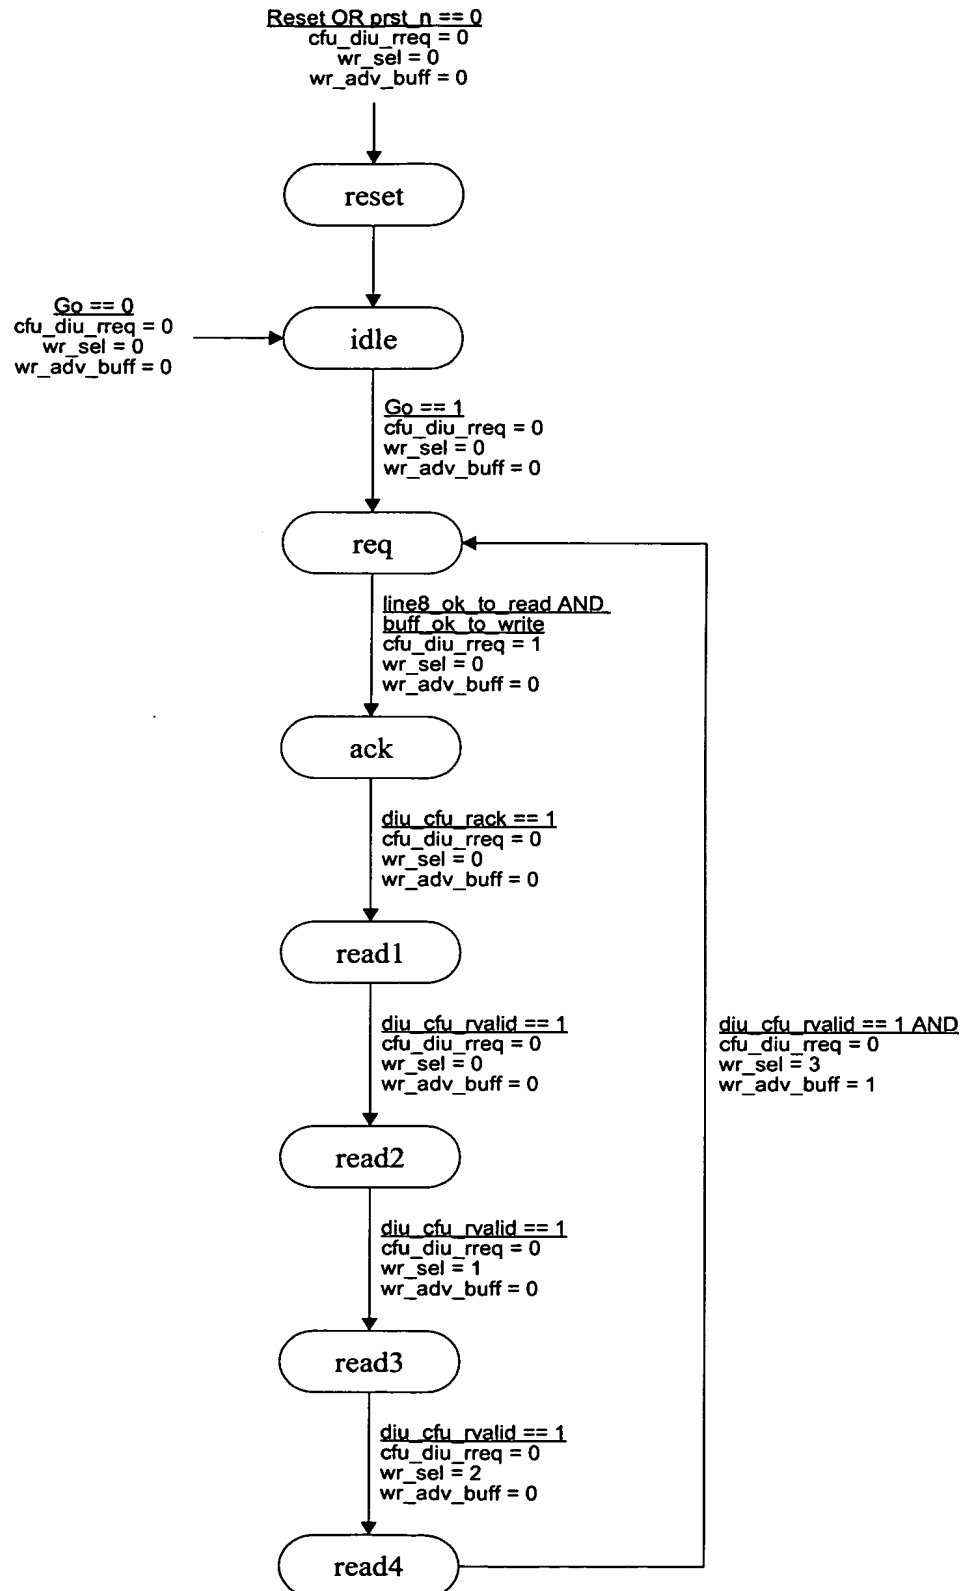 Reset OR prst_n == 0
cfu_diu_rreq = 0
wr_sel = 0
wr_adv_buff = 0
reset
Go == 0
cfu_diu_rreq = 0
wr_sel = 0
wr_adv_buff = 0
idle
Go == 1
cfu_diu_rreq = 0
wr_sel = 0
wr_adv_buff = 0
req
line8_ok_to_read AND
buff_ok_to_write
cfu_diu_rreq = 1
wr_sel = 0
wr_adv_buff = 0
ack
diu_cfu_rack == 1
cfu_diu_rreq = 0
wr_sel = 0
wr_adv_buff = 0
read1
diu_cfu_rvalid == 1
cfu_diu_rreq = 0
wr_sel = 0
wr_adv_buff = 0
diu_cfu_rvalid == 1 AND
cfu_diu_rreq = 0
wr_sel = 3
wr_adv_buff = 1
read2
diu_cfu_rvalid == 1
cfu_diu_rreq = 0
wr_sel = 1
wr_adv_buff = 0
read3
diu_cfu_rvalid == 1
cfu_diu_rreq = 0
wr_sel = 2
wr_adv_buff = 0
read4